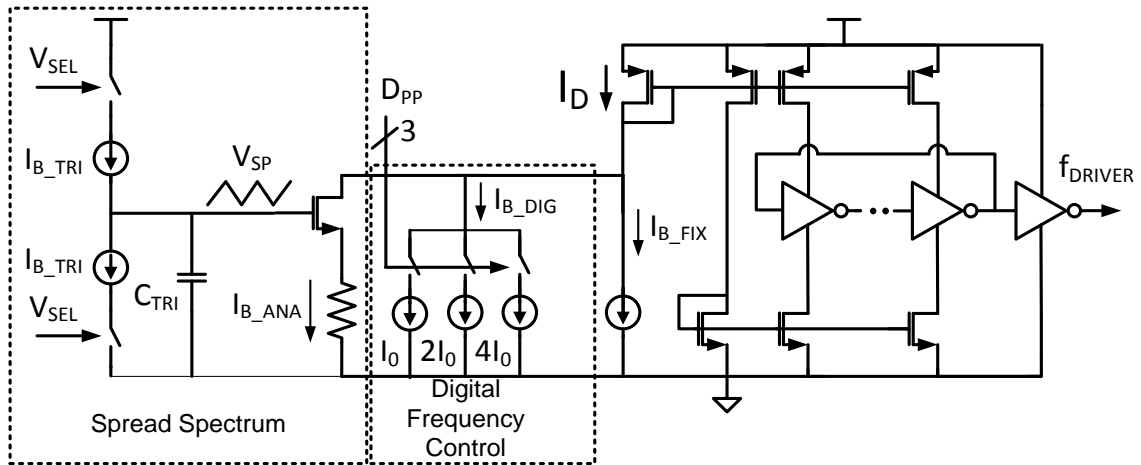 V_SEL
I_B_TRI
I_B_TRI
V_SEL
V_SP
C_TRI
I_B_ANA
Spread Spectrum
D_PP
3
I_B_DIG
I_0
2I_0
4I_0
Digital
Frequency
Control
I_D
I_B_FIX
f_DRIVER